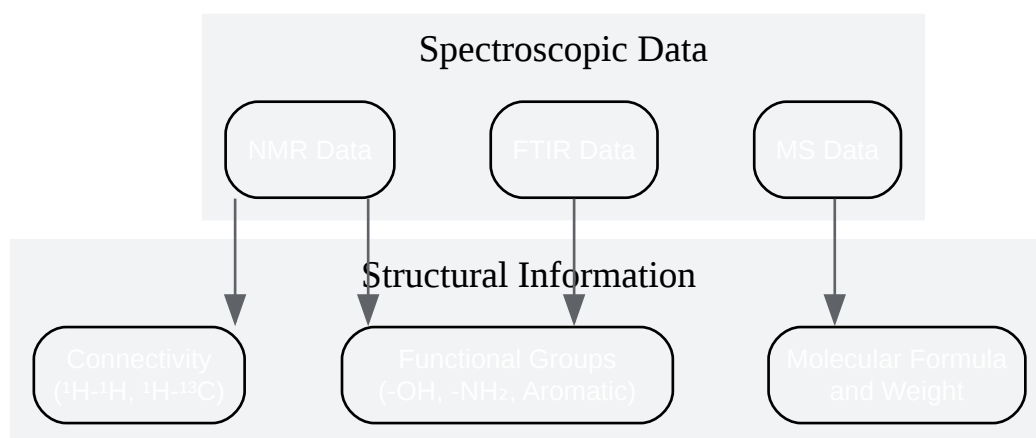 Spectroscopic Data
NMR Data
FTIR Data
MS Data
Structural Information
Connectivity
(¹H-¹H, ¹H-¹³C)
Functional Groups
(-OH, -NH₂, Aromatic)
Molecular Formula
and Weight